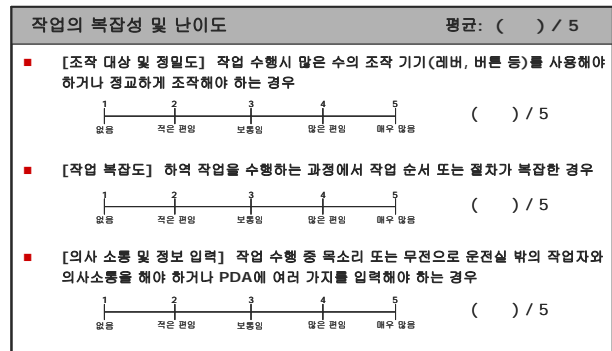 작업의 복잡성 및 난이도 평균: ( ) / 5
■ [조작 대상 및 정밀도] 작업 수행시 많은 수의 조작 기기(레버, 버튼 등)를 사용해야
하거나 정교하게 조작해야 하는 경우
1 2 3 4 5
없음 적은 편임 보통임 많은 편임 매우 많음 ( ) / 5
■ [작업 복잡도] 하역 작업을 수행하는 과정에서 작업 순서 또는 절차가 복잡한 경우
1 2 3 4 5
없음 적은 편임 보통임 많은 편임 매우 많음 ( ) / 5
■ [의사 소통 및 정보 입력] 작업 수행 중 목소리 또는 무전으로 운전실 밖의 작업자와
의사소통을 해야 하거나 PDA에 여러 가지를 입력해야 하는 경우
1 2 3 4 5
없음 적은 편임 보통임 많은 편임 매우 많음 ( ) / 5